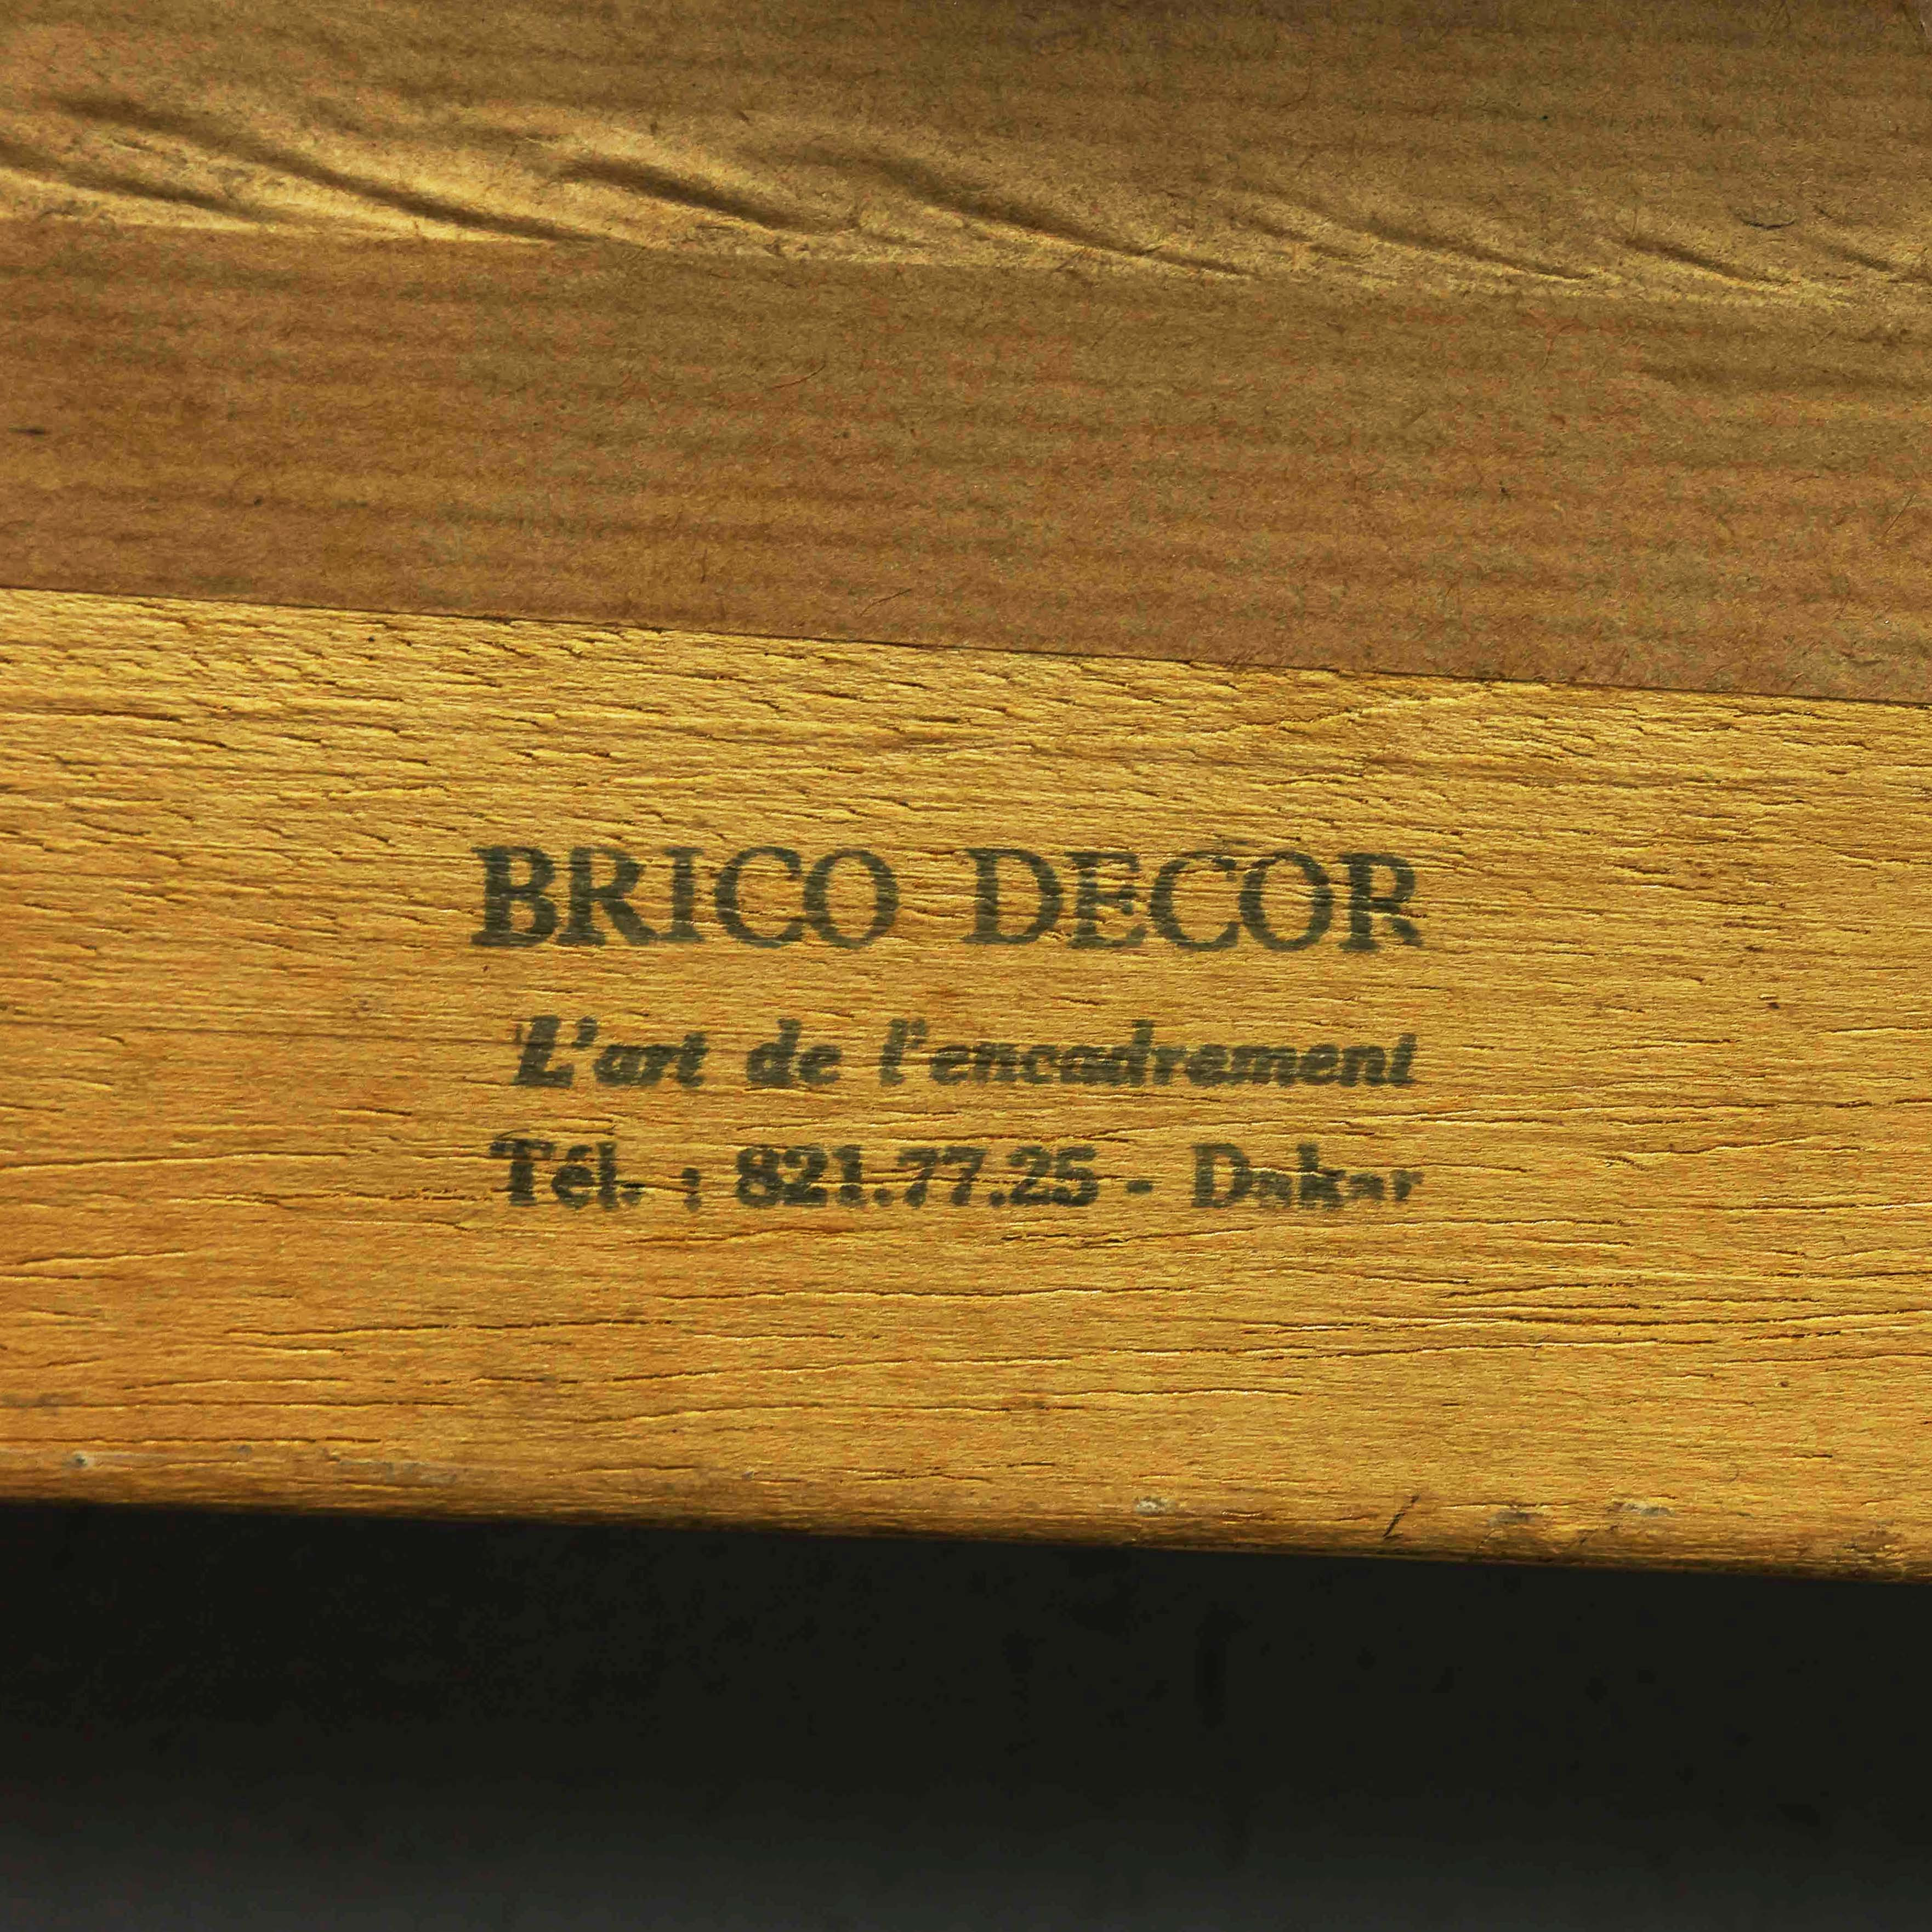 BRICO DECOR
L'art de l'encadrement
Tél. : 821.77.25 - Dakar